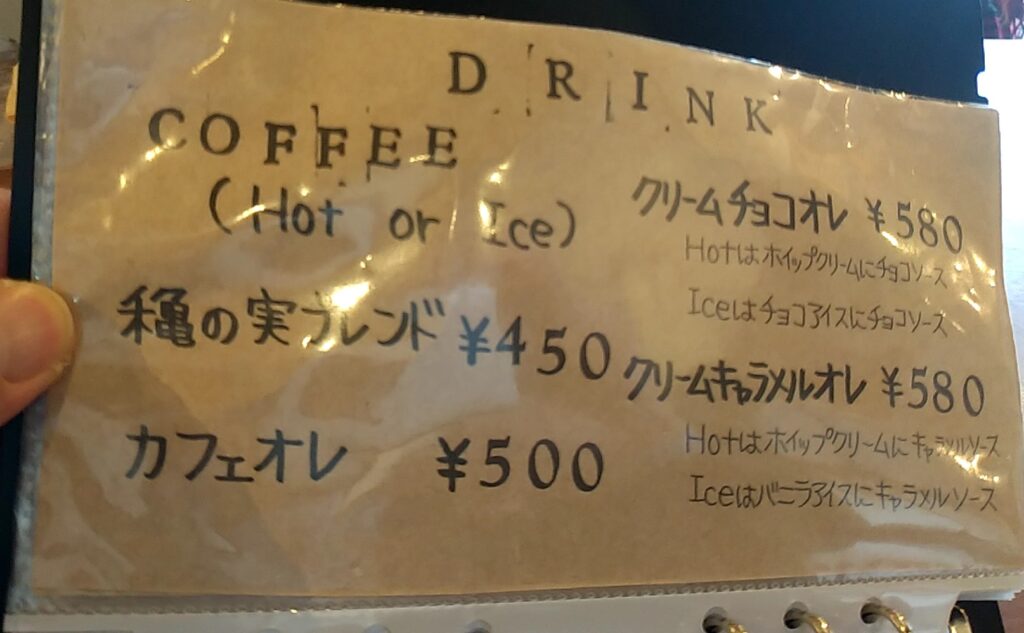 DRINK
COFFEE
(Hot or Ice)
穐の実ブレンド ¥450
カフェオレ ¥500
クリームチョコオレ ¥580
Hotはホイップクリームにチョコソース
Iceはチョコアイスにチョコソース
クリームキャラメルオレ ¥580
Hotはホイップクリームにキャラメルソース
Iceはバニラアイスにキャラメルソース